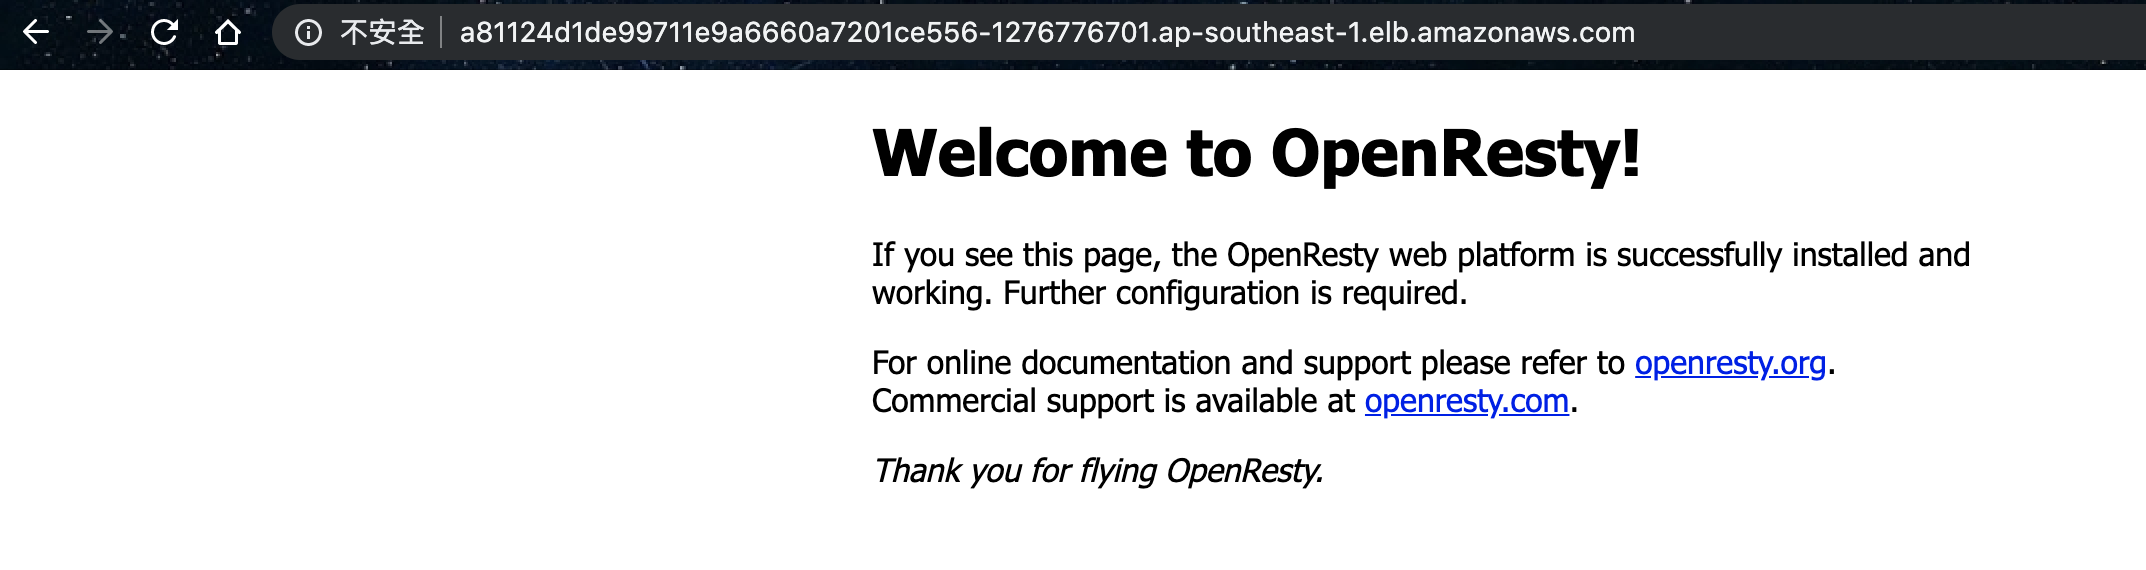 不安全 a81124d1de99711e9a6660a7201ce556-1276776701.ap-southeast-1.elb.amazonaws.com
Welcome to OpenResty!
If you see this page, the OpenResty web platform is successfully installed and
working. Further configuration is required.
For online documentation and support please refer to openresty.org.
Commercial support is available at openresty.com.
Thank you for flying OpenResty.